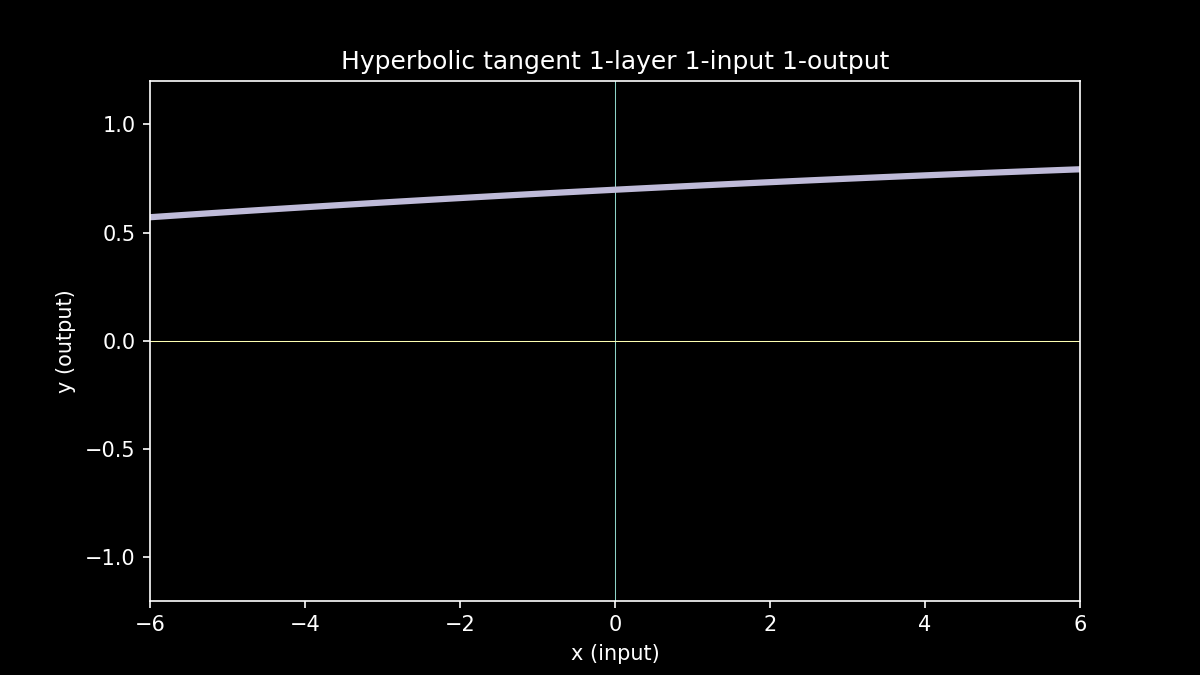 Hyperbolic tangent 1-layer 1-input 1-output
1.0
0.5
0.0
−0.5
−1.0
y (output)
−6 −4 −2 0 2 4 6
x (input)